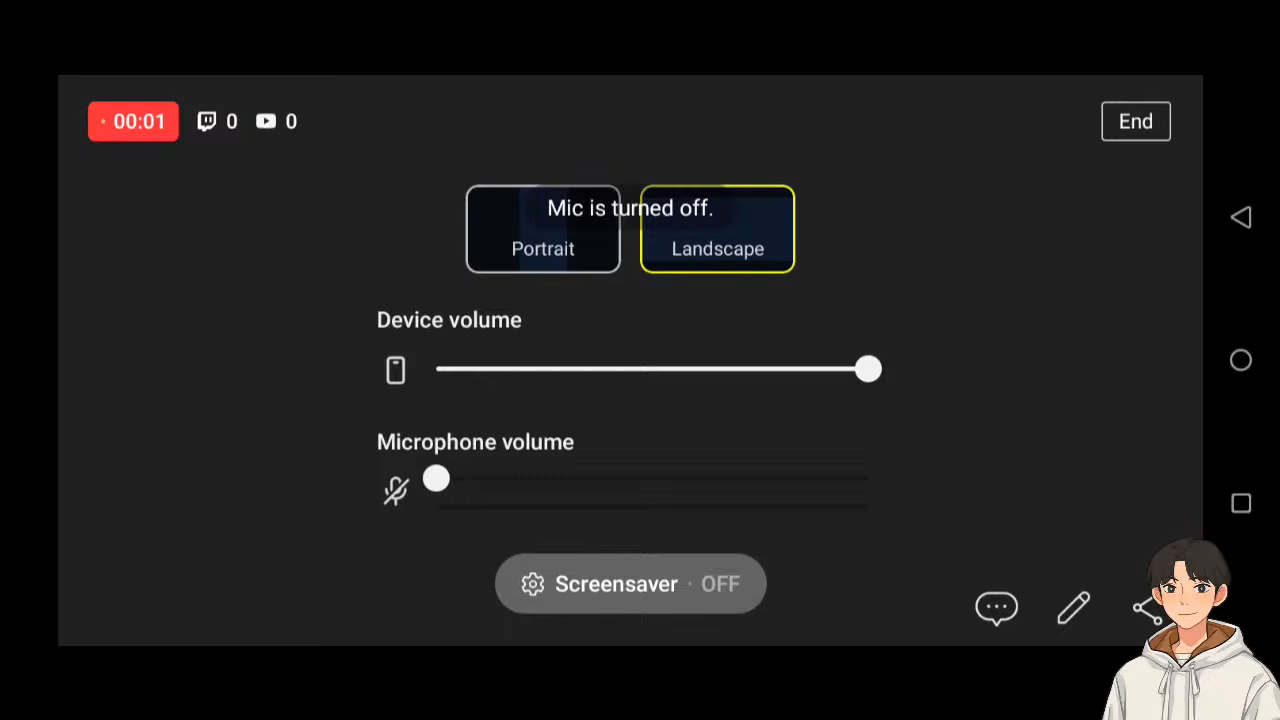 00:01 0 0
End
Mic is turned off.
Portrait
Landscape
Device volume
Microphone volume
Screensaver · OFF